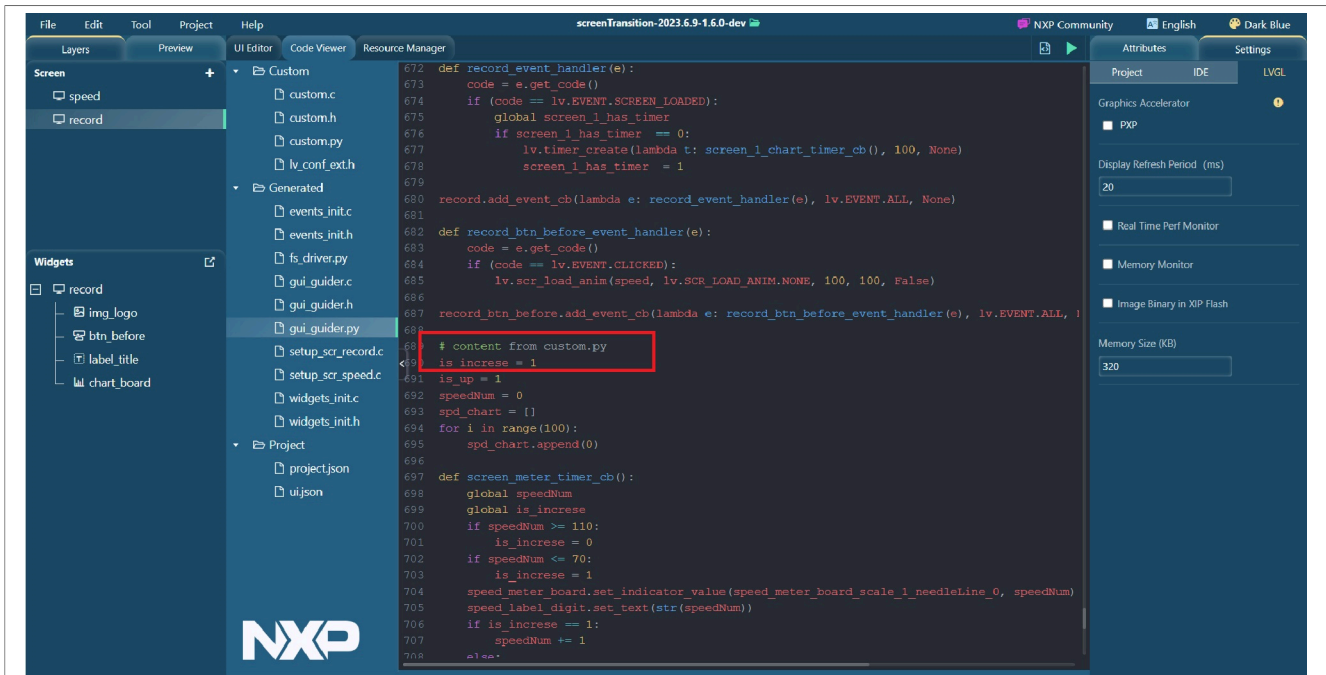 File Edit Tool Project Help
screenTransition-2023.6.9-1.6.0-dev
NXP Community English Dark Blue
Layers Preview
UI Editor Code Viewer Resource Manager
Attributes Settings
Screen +
speed
record
Widgets
record
img_logo
btn_before
label_title
chart_board
Custom
custom.c
custom.h
custom.py
lv_conf_ext.h
Generated
events_init.c
events_init.h
fs_driver.py
gui_guider.c
gui_guider.h
gui_guider.py
setup_scr_record.c
setup_scr_speed.c
widgets_init.c
widgets_init.h
Project
project.json
ui.json
NXP
672 def record_event_handler(e):
673 code = e.get_code()
674 if (code == lv.EVENT.SCREEN_LOADED):
675 global screen_1_has_timer
676 if screen_1_has_timer == 0:
677 lv.timer_create(lambda t: screen_1_chart_timer_cb(), 100, None)
678 screen_1_has_timer = 1
679
680 record.add_event_cb(lambda e: record_event_handler(e), lv.EVENT.ALL, None)
681
682 def record_btn_before_event_handler(e):
683 code = e.get_code()
684 if (code == lv.EVENT.CLICKED):
685 lv.scr_load_anim(speed, lv.SCR_LOAD_ANIM.NONE, 100, 100, False)
686
687 record_btn_before.add_event_cb(lambda e: record_btn_before_event_handler(e), lv.EVENT.ALL,
688
689 # content from custom.py
690 is_increse = 1
691 is_up = 1
692 speedNum = 0
693 spd_chart = []
694 for i in range(100):
695 spd_chart.append(0)
696
697 def screen_meter_timer_cb():
698 global speedNum
699 global is_increse
700 if speedNum >= 110:
701 is_increse = 0
702 if speedNum <= 70:
703 is_increse = 1
704 speed_meter_board.set_indicator_value(speed_meter_board_scale_1_needleLine_0, speedNum)
705 speed_label_digit.set_text(str(speedNum))
706 if is_increse == 1:
707 speedNum += 1
708 else:
Project IDE LVGL
Graphics Accelerator
PXP
Display Refresh Period (ms)
20
Real Time Perf Monitor
Memory Monitor
Image Binary in XIP Flash
Memory Size (KB)
320